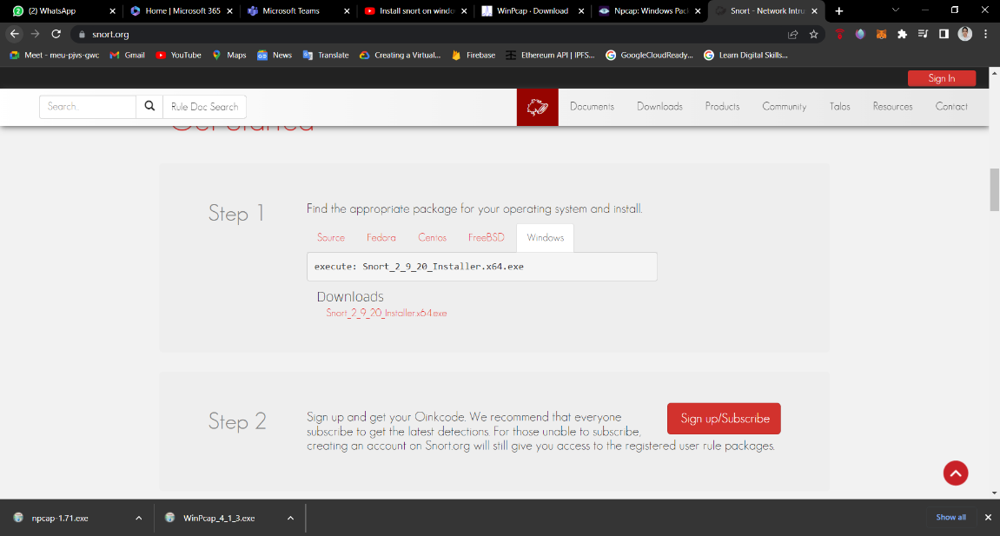 (2) WhatsApp
Home | Microsoft 365
Microsoft Teams
Install snort on windo
WinPcap · Download
Npcap: Windows Pac
Snort - Network Intru
snort.org
Meet - meu-pjvs-gwc
Gmail
YouTube
Maps
News
Translate
Creating a Virtual...
Firebase
Ethereum API | IPFS...
GoogleCloudReady...
Learn Digital Skills...
Sign In
Search..
Rule Doc Search
Documents
Downloads
Products
Community
Talos
Resources
Contact
Get Started
Step 1
Find the appropriate package for your operating system and install.
Source
Fedora
Centos
FreeBSD
Windows
execute: Snort_2_9_20_Installer.x64.exe
Downloads
Snort_2_9_20_Installer.x64.exe
Step 2
Sign up and get your Oinkcode. We recommend that everyone
subscribe to get the latest detections. For those unable to subscribe,
creating an account on Snort.org will still give you access to the registered user rule packages.
Sign up/Subscribe
npcap-1.71.exe
WinPcap_4_1_3.exe
Show all